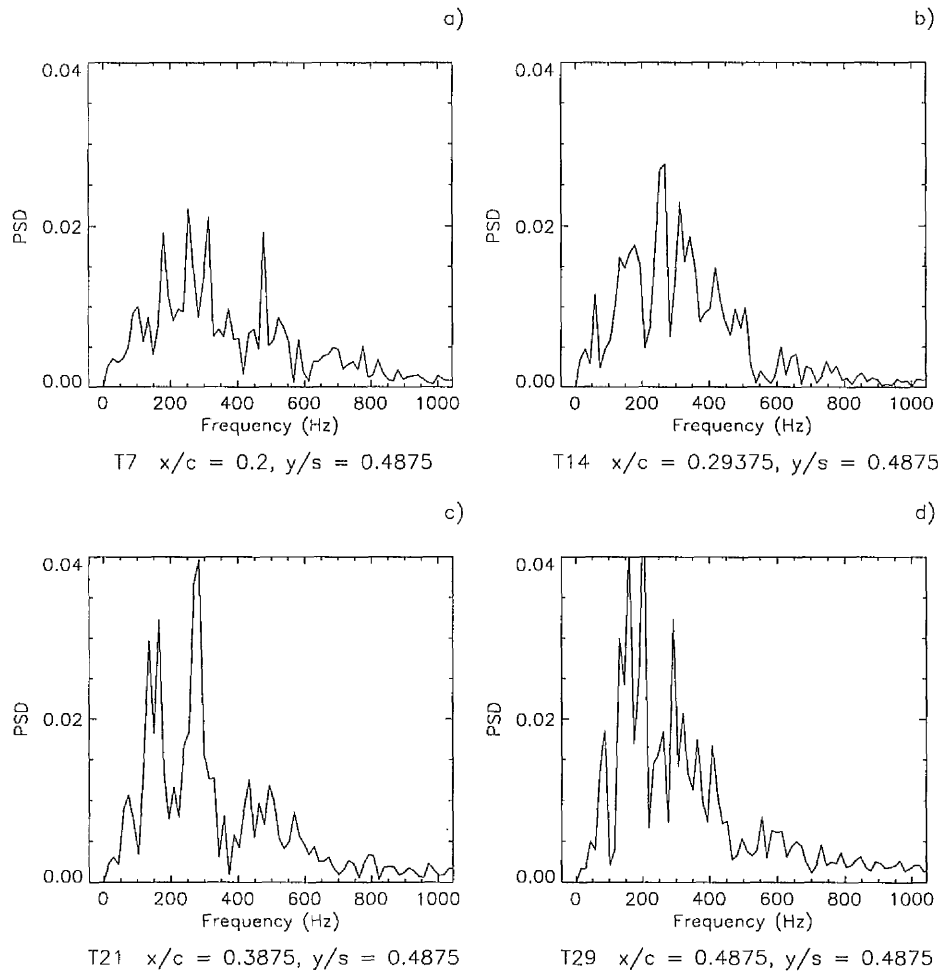 a)
0.04
0.02
0.00
PSD
0 200 400 600 800 1000
Frequency (Hz)
T7 x/c = 0.2, y/s = 0.4875
b)
0.04
0.02
0.00
PSD
0 200 400 600 800 1000
Frequency (Hz)
T14 x/c = 0.29375, y/s = 0.4875
c)
0.04
0.02
0.00
PSD
0 200 400 600 800 1000
Frequency (Hz)
T21 x/c = 0.3875, y/s = 0.4875
d)
0.04
0.02
0.00
PSD
0 200 400 600 800 1000
Frequency (Hz)
T29 x/c = 0.4875, y/s = 0.4875